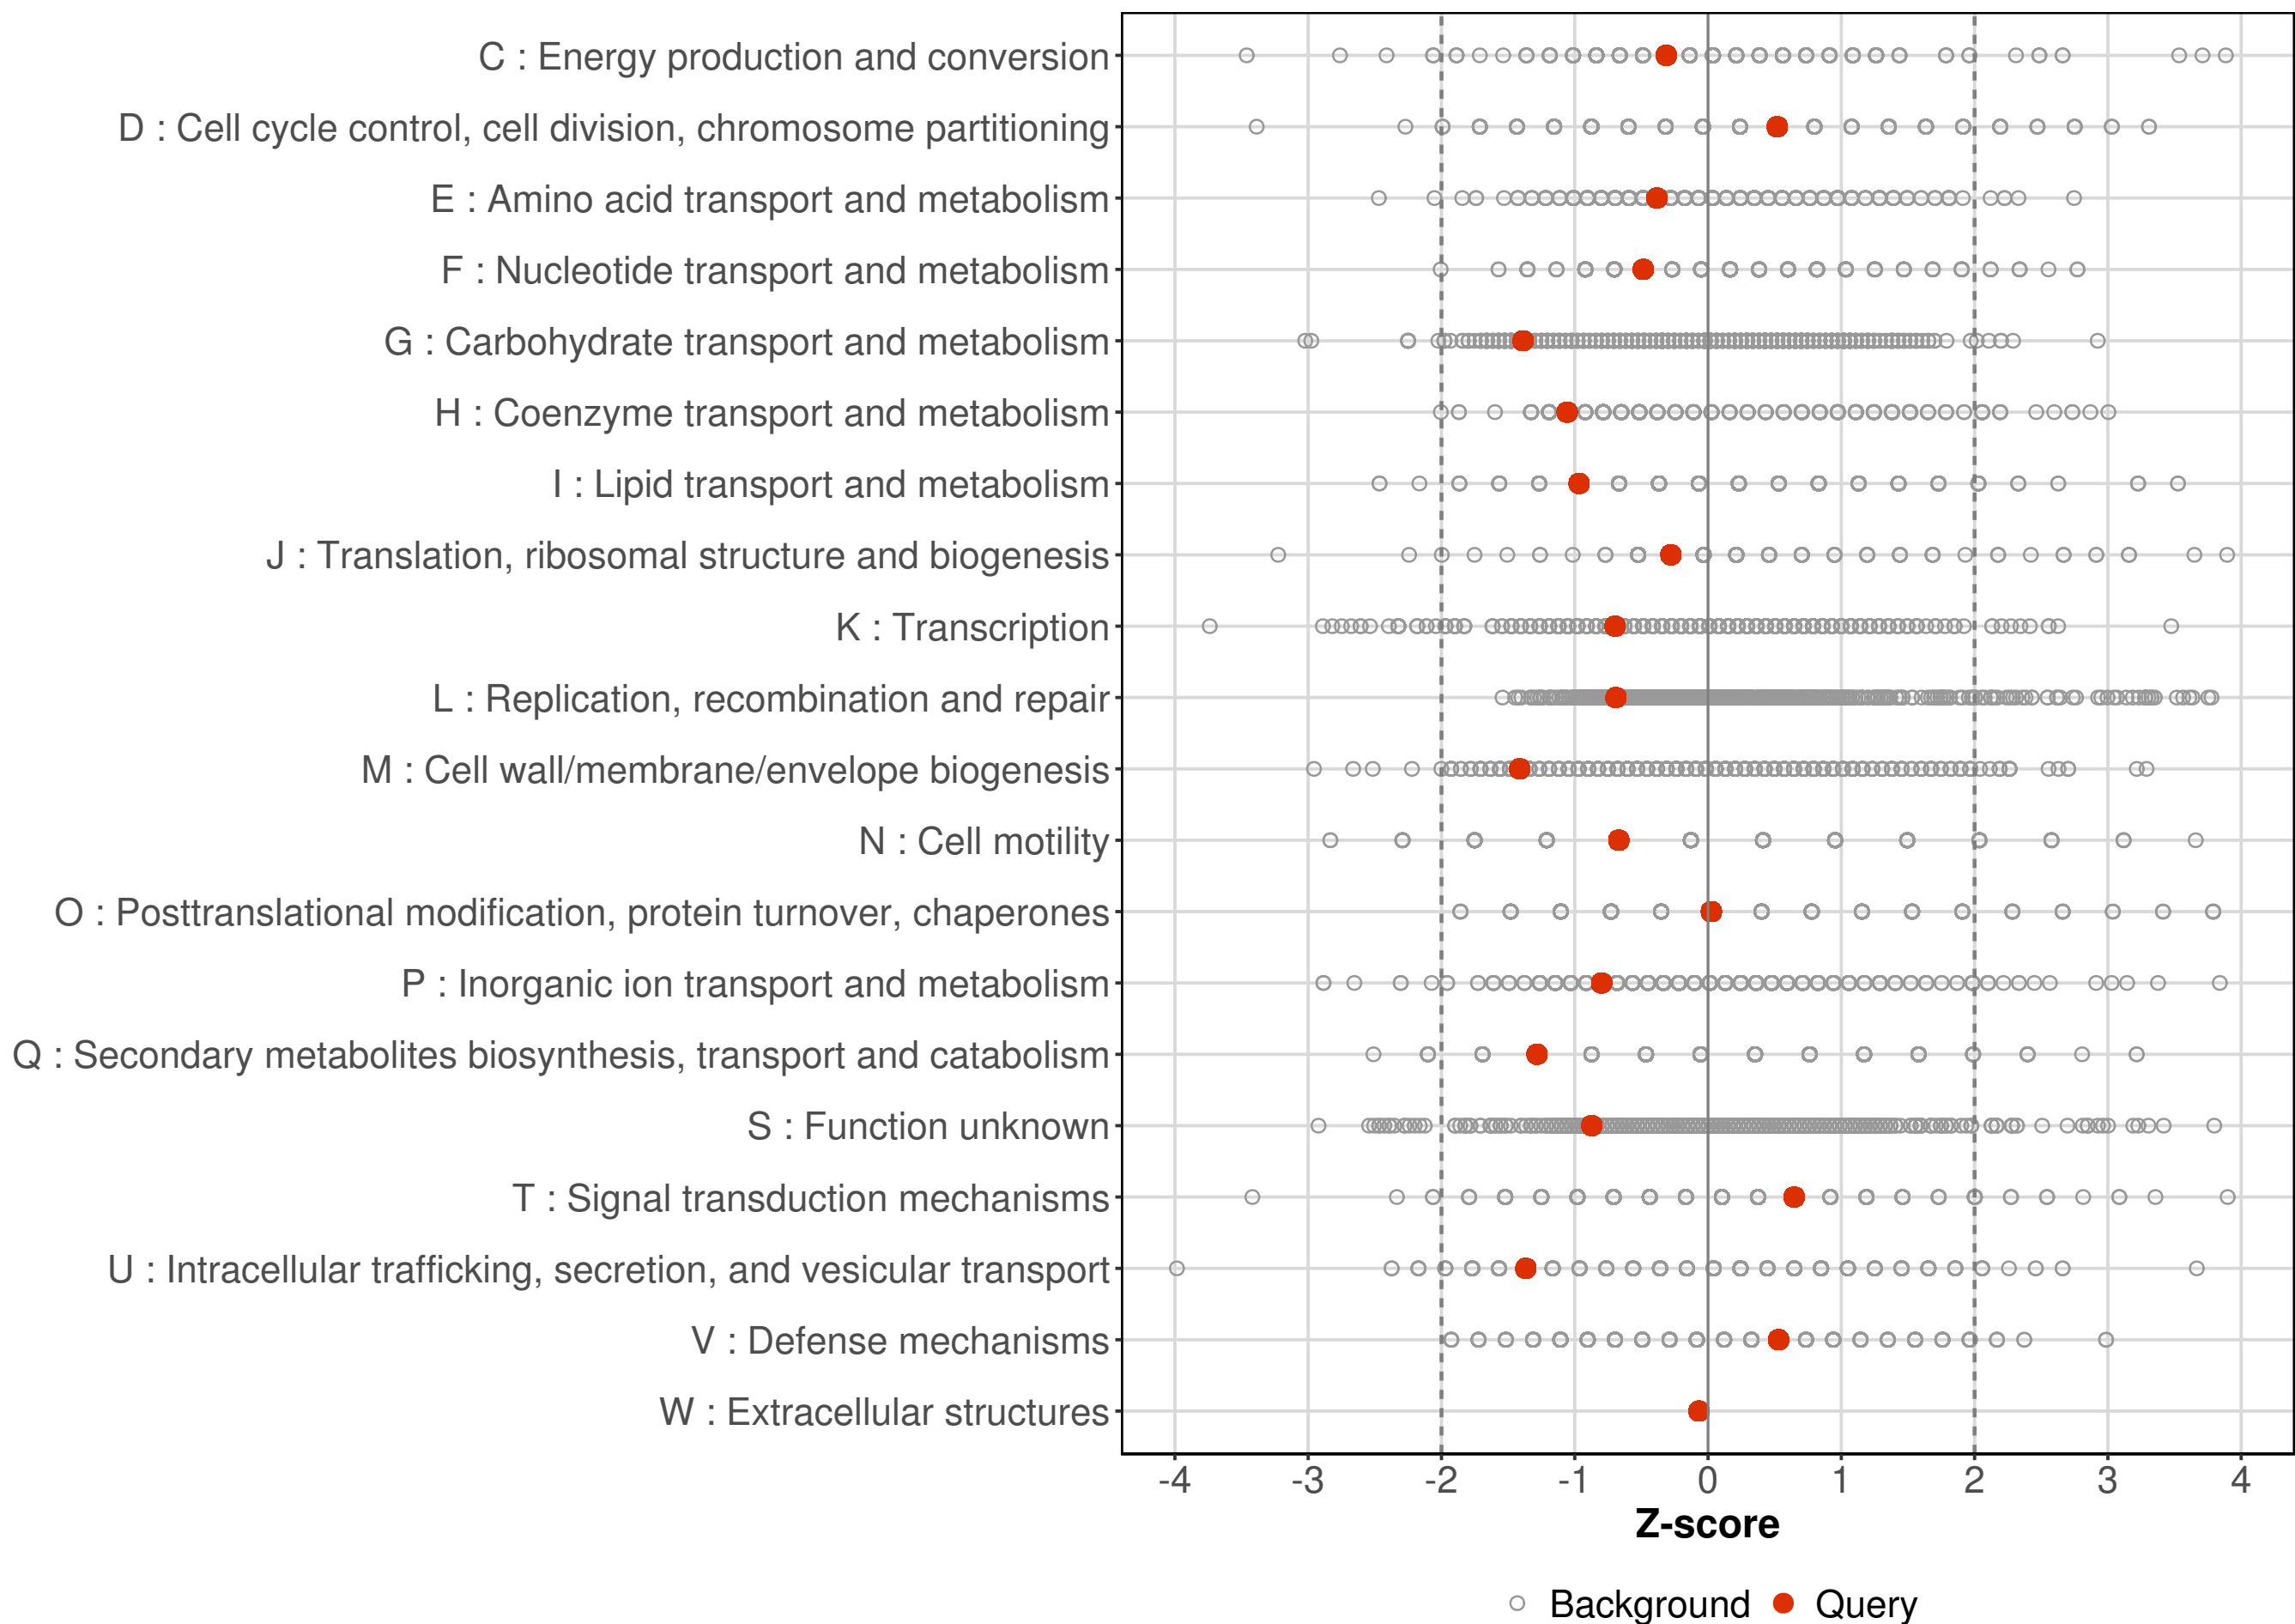 C : Energy production and conversion
D : Cell cycle control, cell division, chromosome partitioning
E : Amino acid transport and metabolism
F : Nucleotide transport and metabolism
G : Carbohydrate transport and metabolism
H : Coenzyme transport and metabolism
I : Lipid transport and metabolism
J : Translation, ribosomal structure and biogenesis
K : Transcription
L : Replication, recombination and repair
M : Cell wall/membrane/envelope biogenesis
N : Cell motility
O : Posttranslational modification, protein turnover, chaperones
P : Inorganic ion transport and metabolism
Q : Secondary metabolites biosynthesis, transport and catabolism
S : Function unknown
T : Signal transduction mechanisms
U : Intracellular trafficking, secretion, and vesicular transport
V : Defense mechanisms
W : Extracellular structures
-4 -3 -2 -1 0 1 2 3 4
Z-score
Background Query